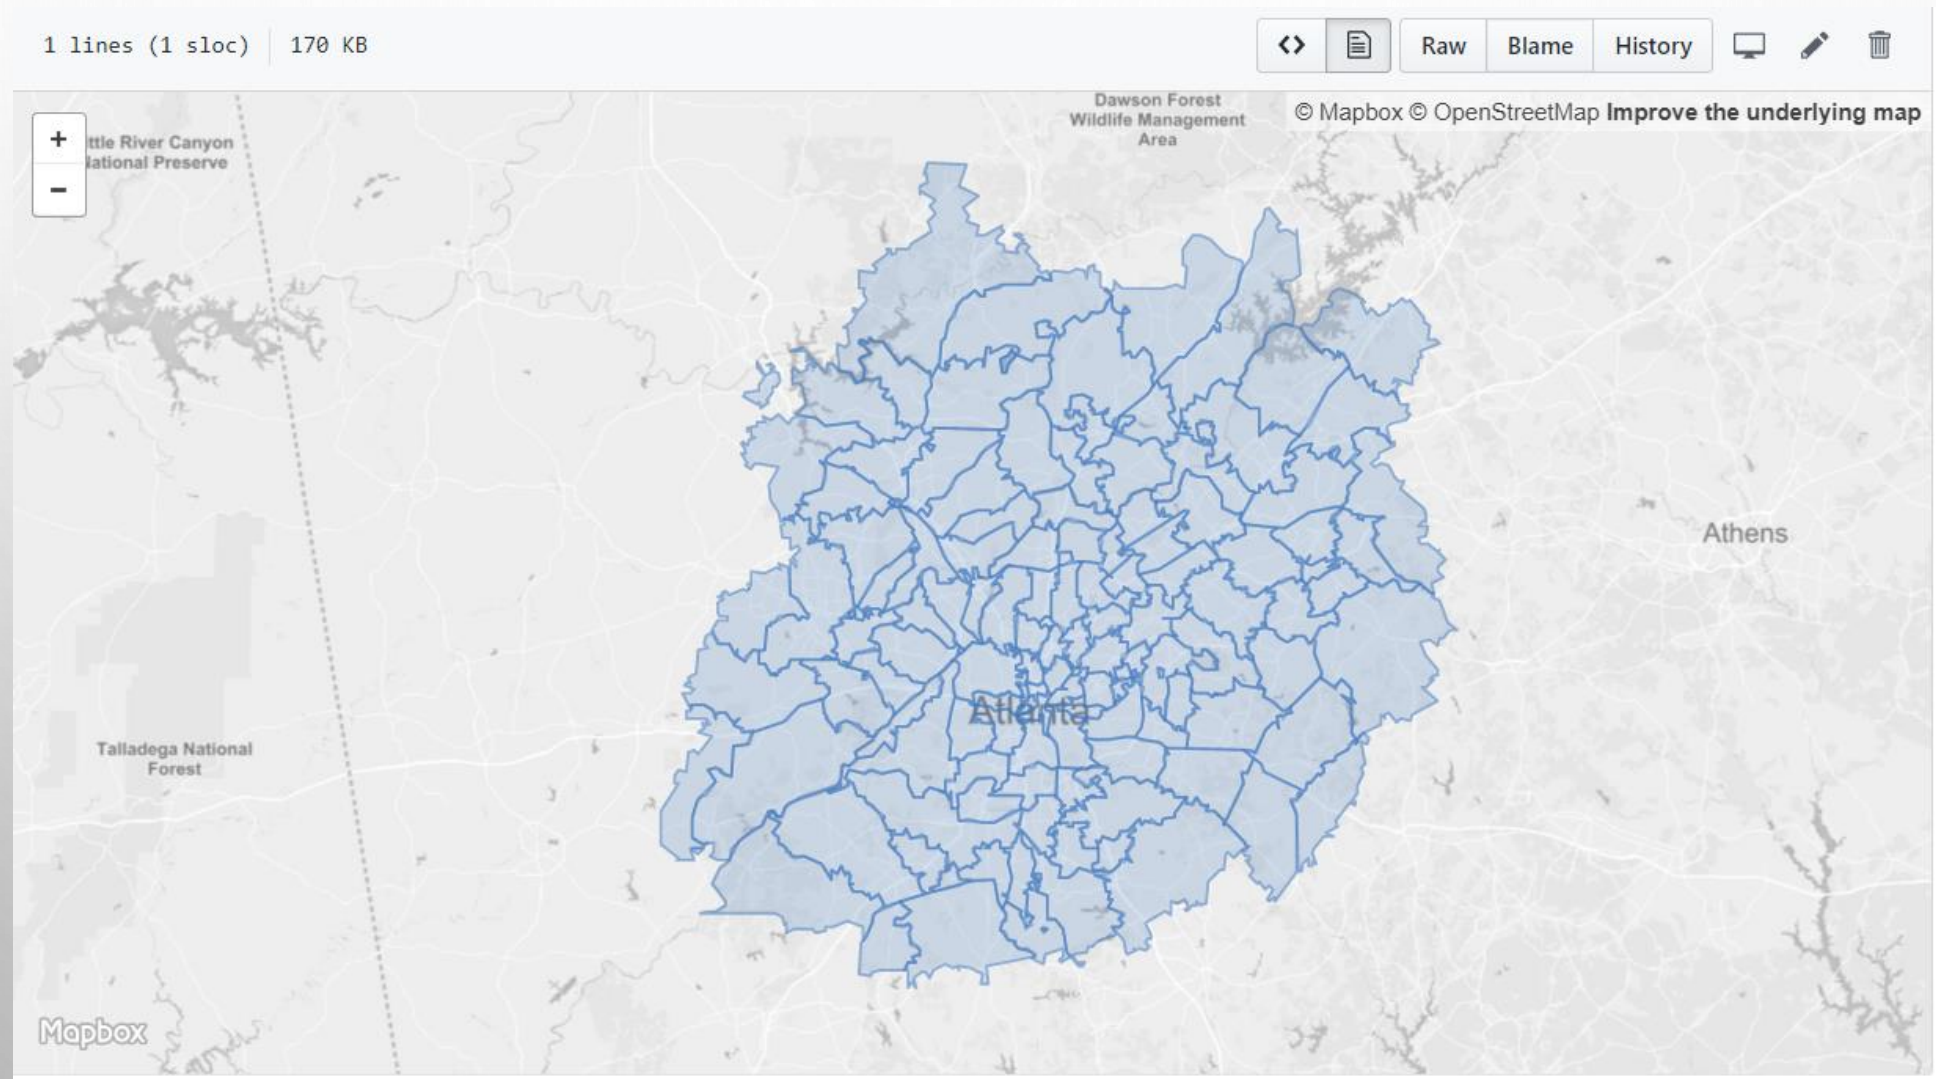 1 lines (1 sloc) 170 KB
<> Raw Blame History
+
−
ttle River Canyon
National Preserve
Dawson Forest
Wildlife Management
Area
© Mapbox © OpenStreetMap Improve the underlying map
Athens
Atlanta
Talladega National
Forest
Mapbox